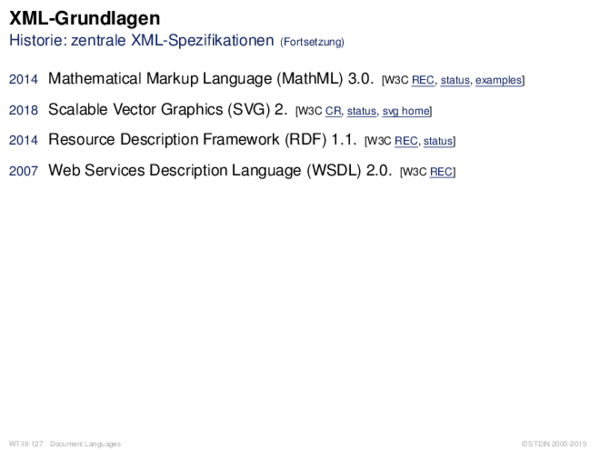 XML-Grundlagen
Historie: zentrale XML-Spezifikationen (Fortsetzung)
2014 Mathematical Markup Language (MathML) 3.0. [W3C REC, status, examples]
2018 Scalable Vector Graphics (SVG) 2. [W3C CR, status, svg home]
2014 Resource Description Framework (RDF) 1.1. [W3C REC, status]
2007 Web Services Description Language (WSDL) 2.0. [W3C REC]
WT:III-127 Document Languages © STEIN 2005-2019